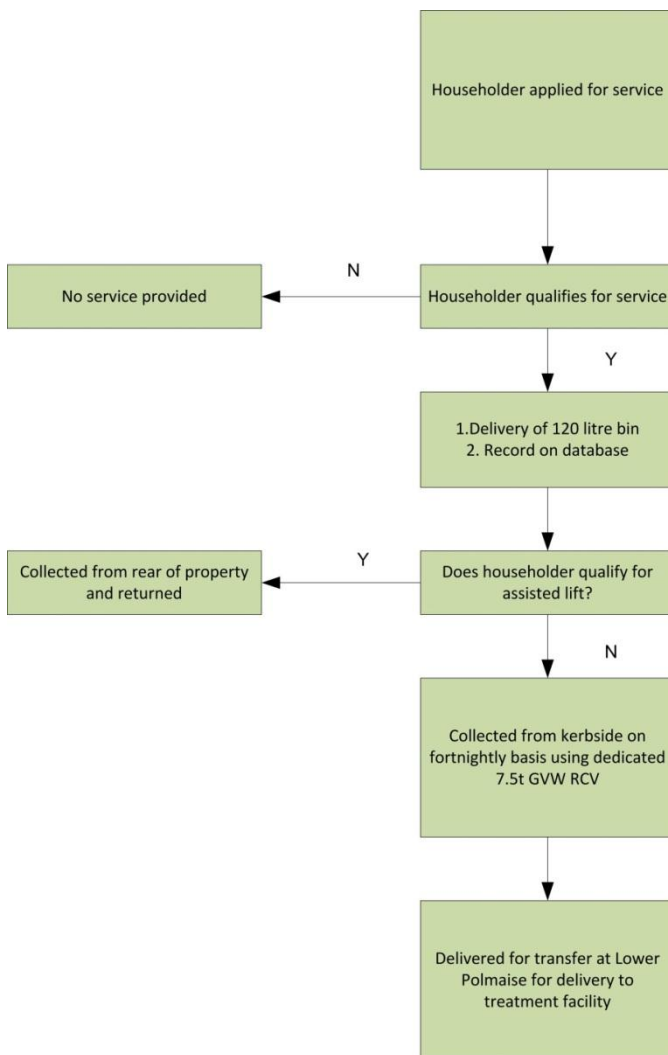 Householder applied for service
N
No service provided
Householder qualifies for service
Y
1.Delivery of 120 litre bin
2. Record on database
Y
Collected from rear of property
and returned
Does householder qualify for
assisted lift?
N
Collected from kerbside on
fortnightly basis using dedicated
7.5t GVW RCV
Delivered for transfer at Lower
Polmaise for delivery to
treatment facility